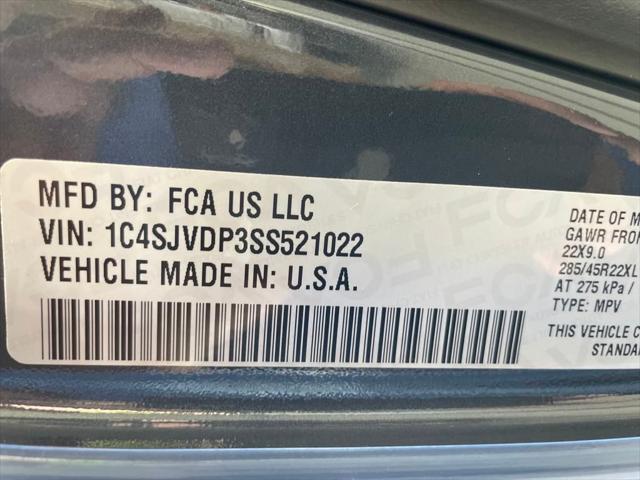 MFD BY: FCA US LLC
VIN: 1C4SJVDP3SS521022
VEHICLE MADE IN: U.S.A.
DATE OF M
GAWR FRON
22X9.0
285/45R22XL
AT 275 kPa /
TYPE: MPV
THIS VEHICLE C
STANDA